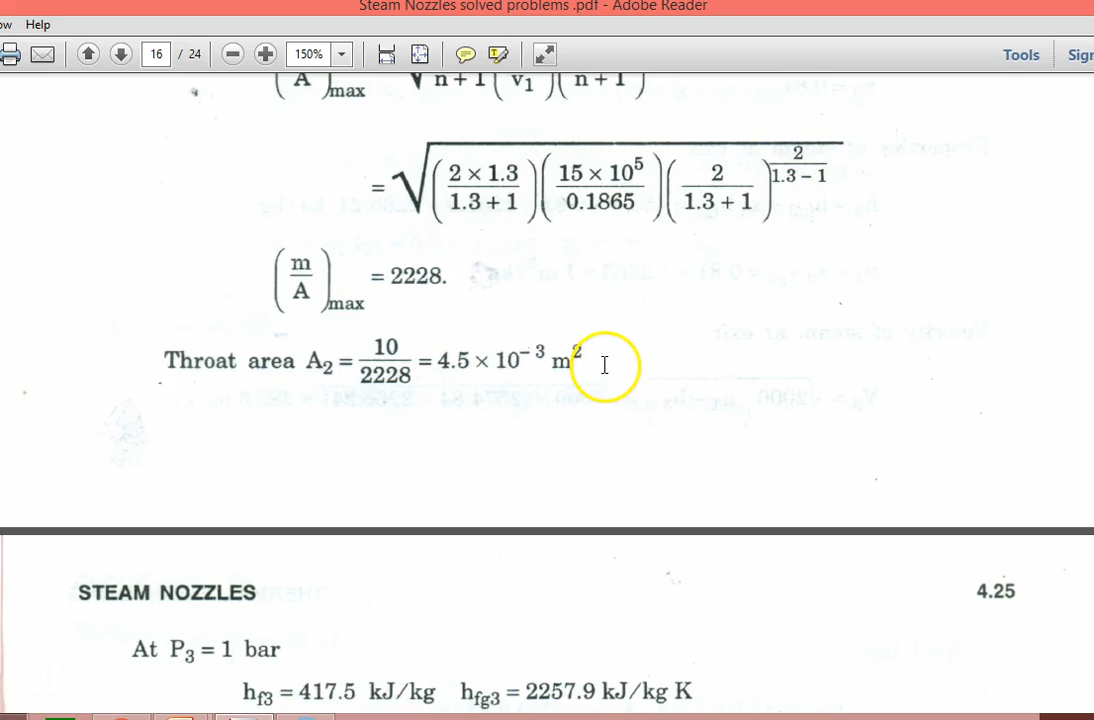 Steam Nozzles solved problems .pdf - Adobe Reader
ow Help
16 / 24 150% Tools Sign
( A )max √ n + 1 ( v1 ) ( n + 1 )
= √ ( 2 × 1.3 / 1.3 + 1 ) ( 15 × 10^5 / 0.1865 ) ( 2 / 1.3 + 1 )^(2 / 1.3 − 1)
( m / A )max = 2228.
Throat area A2 = 10 / 2228 = 4.5 × 10^−3 m^2
STEAM NOZZLES 4.25
At P3 = 1 bar
hf3 = 417.5 kJ/kg hfg3 = 2257.9 kJ/kg K